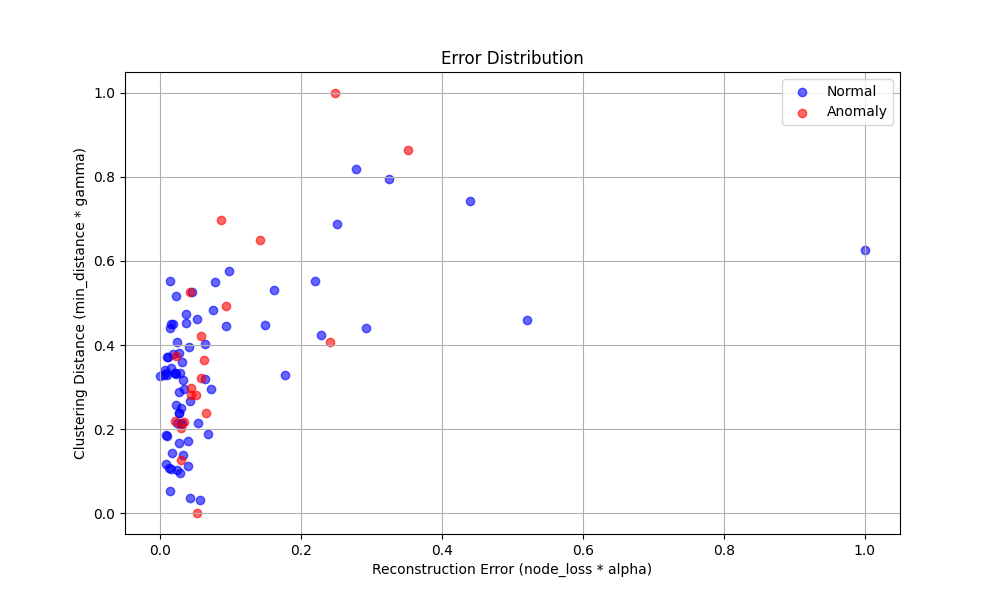 Error Distribution
Normal
Anomaly
Clustering Distance (min_distance * gamma)
1.0
0.8
0.6
0.4
0.2
0.0
0.0 0.2 0.4 0.6 0.8 1.0
Reconstruction Error (node_loss * alpha)